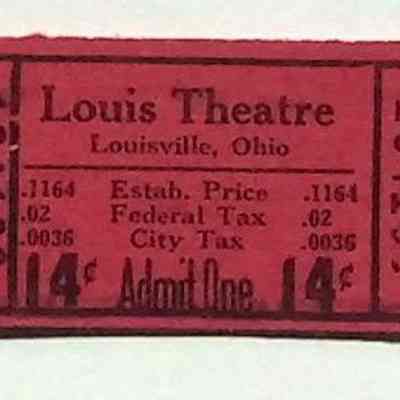 Louis Theatre
Louisville, Ohio
.1164 Estab. Price .1164
.02 Federal Tax .02
.0036 City Tax .0036
14¢ Admit One 14¢